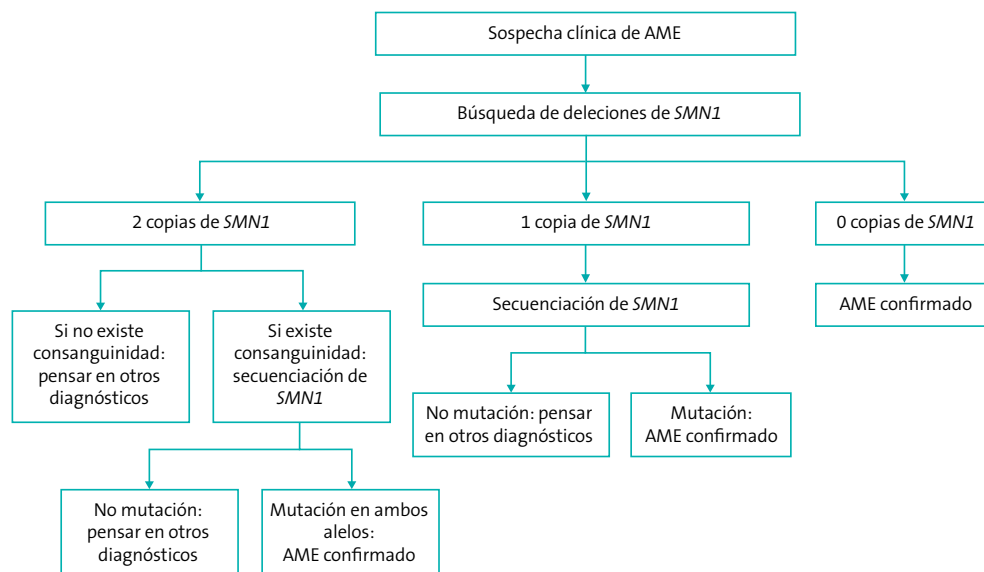 Sospecha clínica de AME
Búsqueda de deleciones de SMN1
2 copias de SMN1
1 copia de SMN1
0 copias de SMN1
Si no existe
consanguinidad:
pensar en otros
diagnósticos
Si existe
consanguinidad:
secuenciación de
SMN1
Secuenciación de SMN1
AME confirmado
No mutación: pensar
en otros diagnósticos
Mutación:
AME confirmado
No mutación:
pensar en otros
diagnósticos
Mutación en ambos
alelos:
AME confirmado